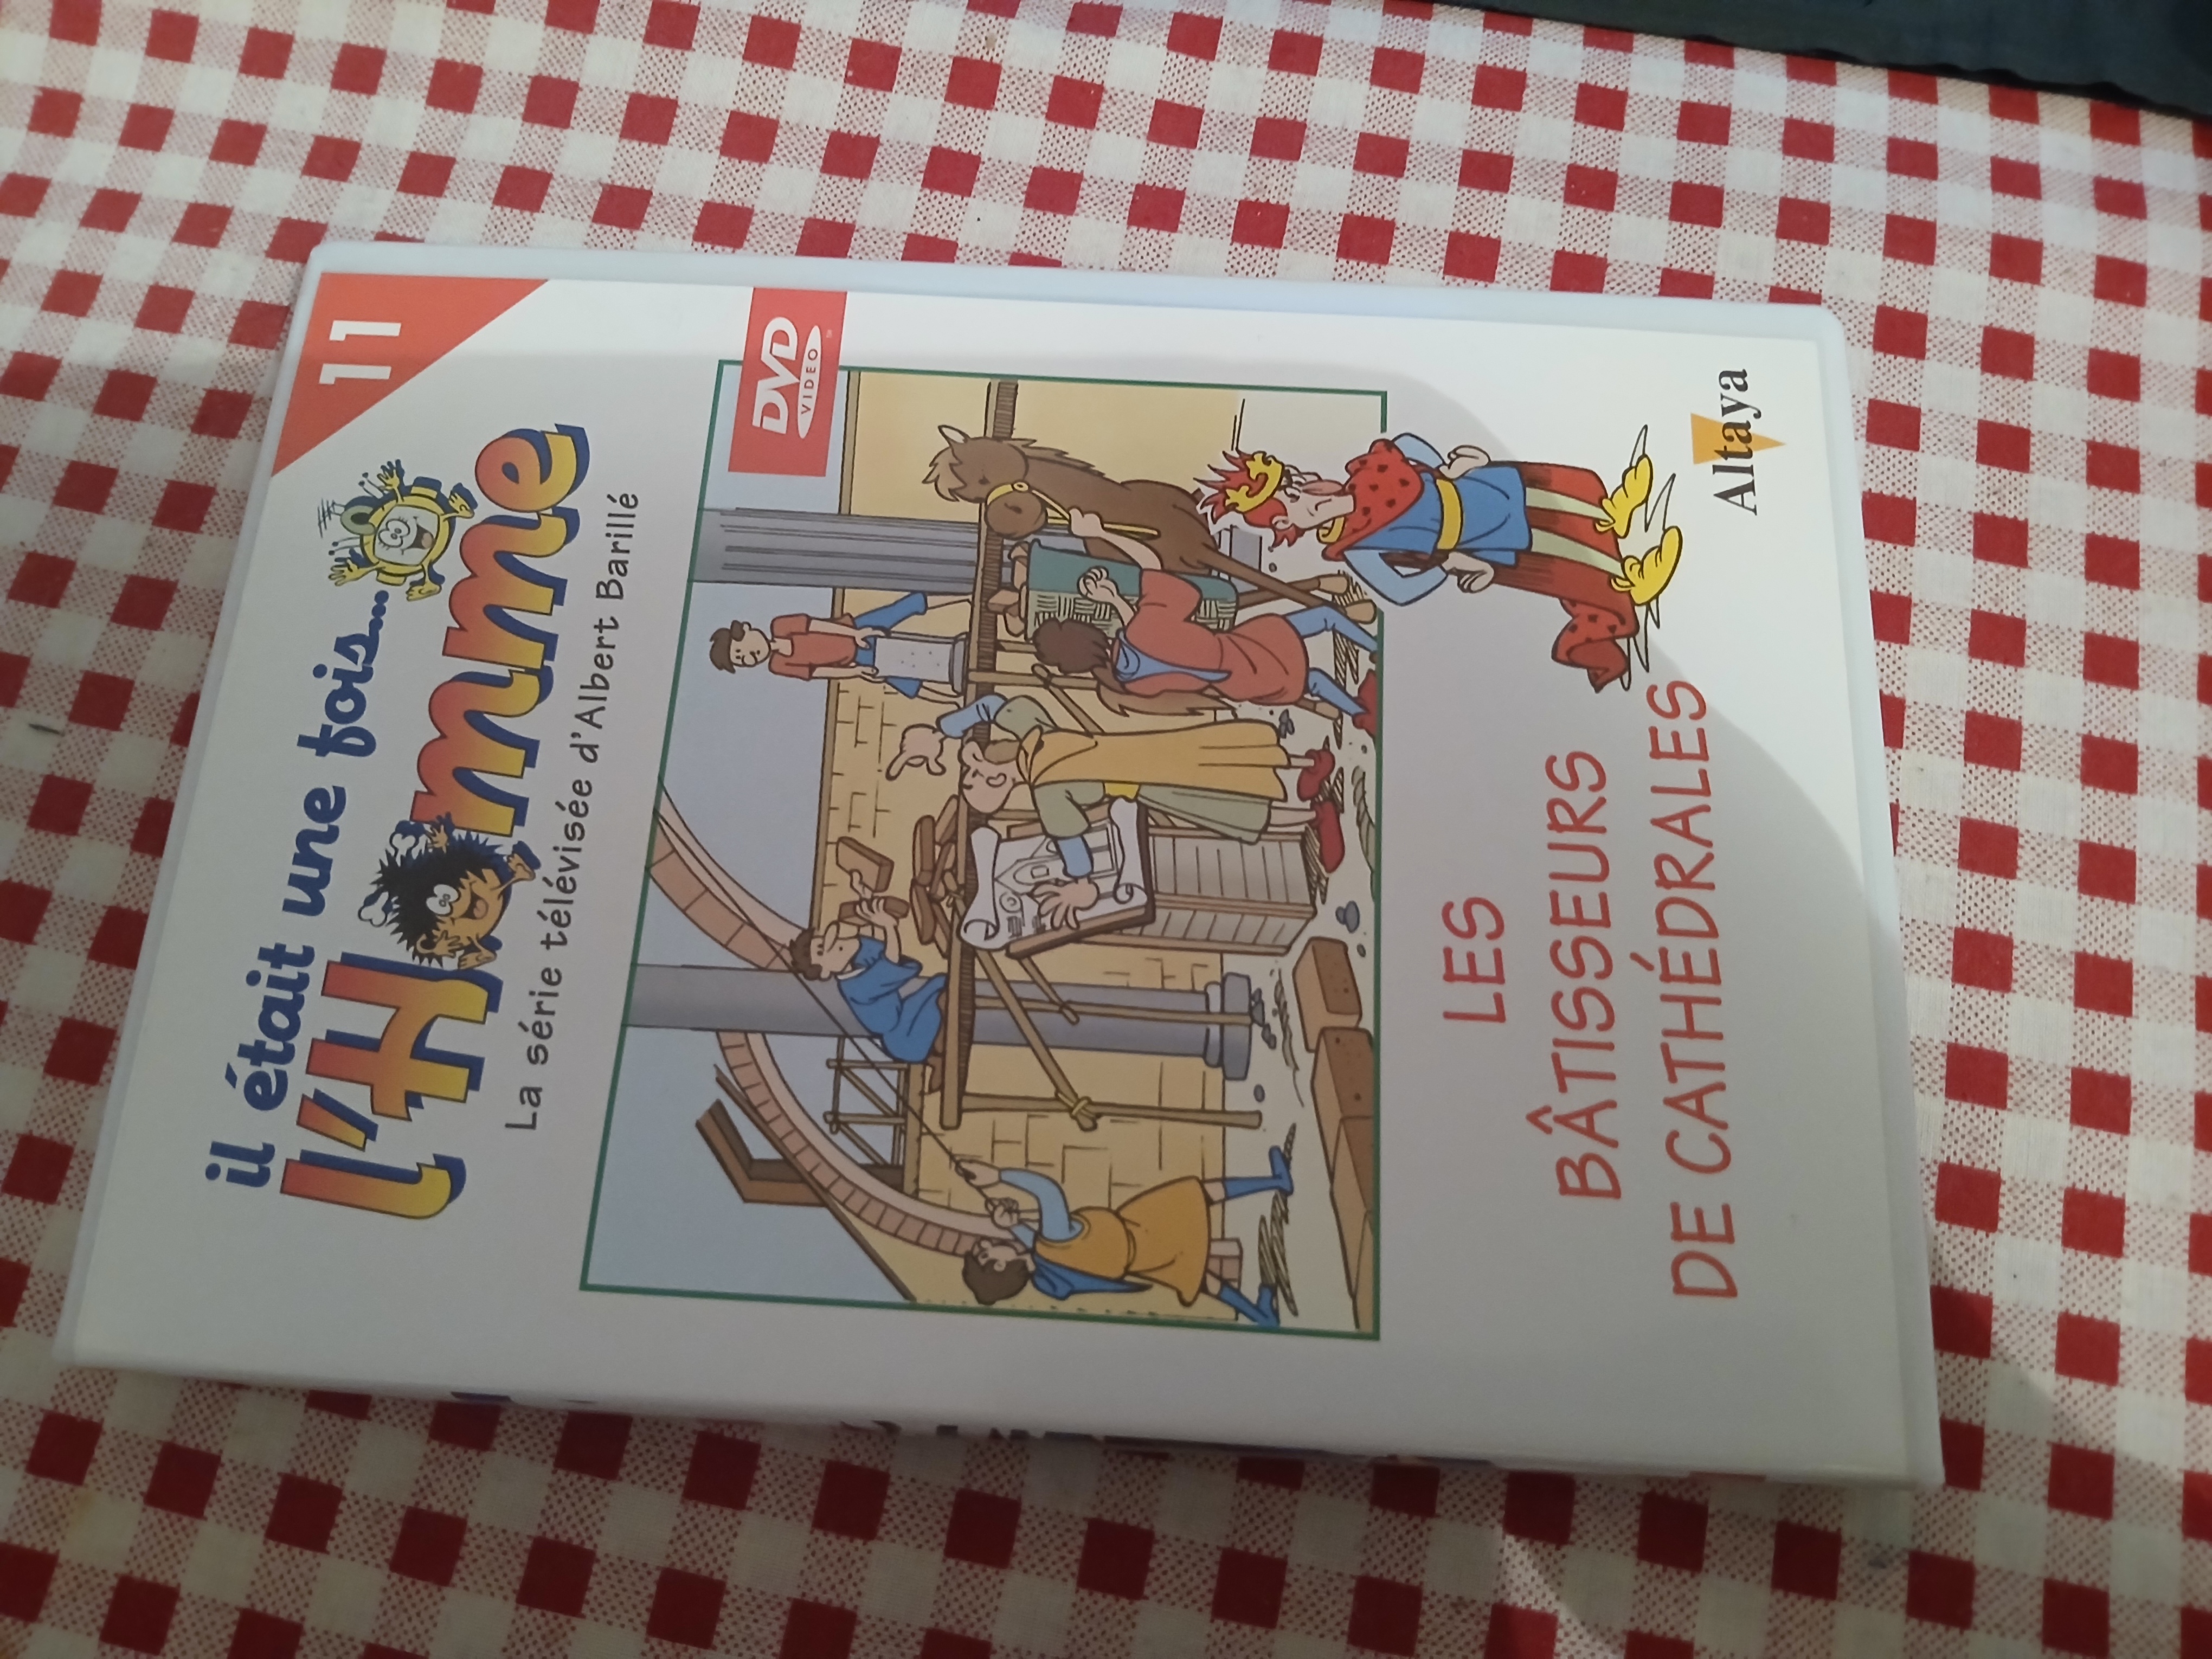 11
il était une fois...
l'Homme
La série télévisée d'Albert Barillé
DVD
VIDEO
LES
BÂTISSEURS
DE CATHÉDRALES
Altaya